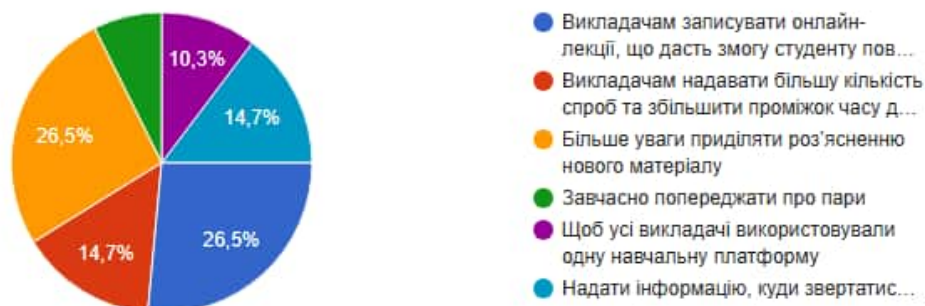 10,3%
14,7%
26,5%
14,7%
26,5%
Викладачам записувати онлайн-
лекції, що дасть змогу студенту пов...
Викладачам надавати більшу кількість
спроб та збільшити проміжок часу д...
Більше уваги приділяти роз'ясненню
нового матеріалу
Завчасно попереджати про пари
Щоб усі викладачі використовували
одну навчальну платформу
Надати інформацію, куди звертатис...